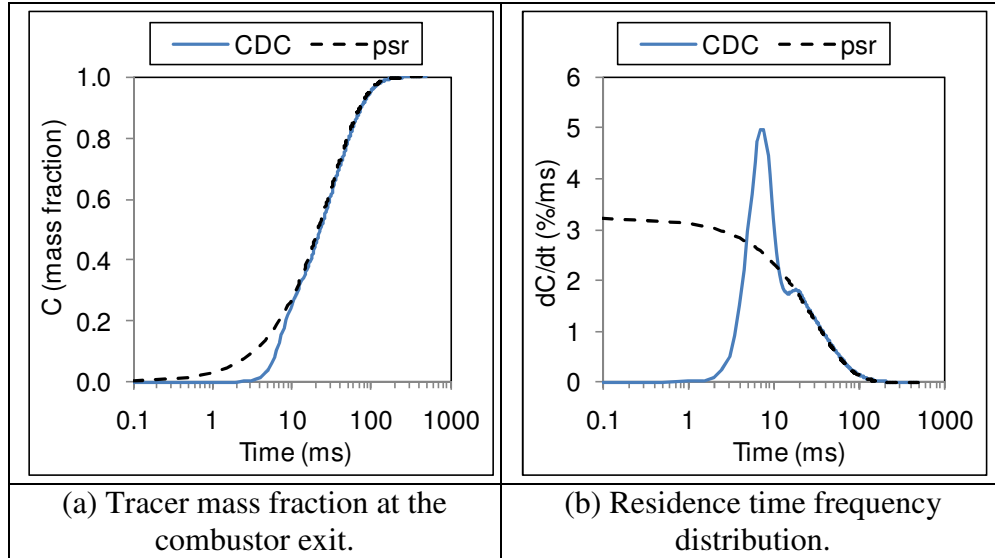 CDC psr
1.0
0.8
0.6
0.4
0.2
0.0
C (mass fraction)
0.1 1 10 100 1000
Time (ms)
(a) Tracer mass fraction at the
combustor exit.
CDC psr
6
5
4
3
2
1
0
dC/dt (%/ms)
0.1 1 10 100 1000
Time (ms)
(b) Residence time frequency
distribution.